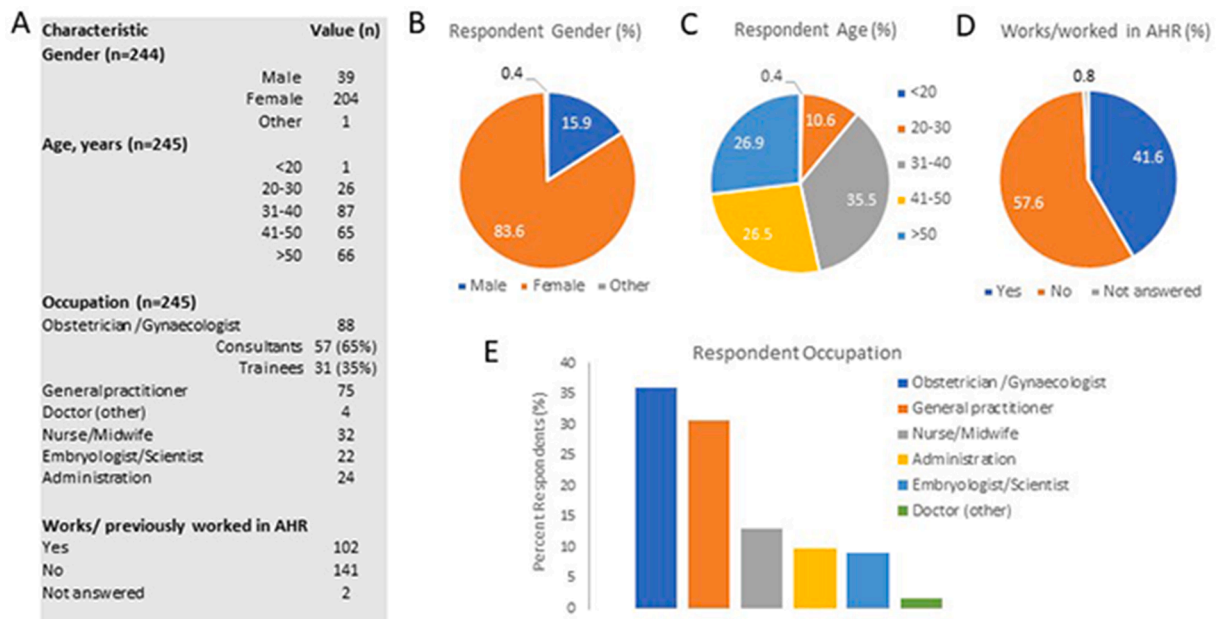 A
Characteristic Value (n)
Gender (n=244)
Male 39
Female 204
Other 1
Age, years (n=245)
<20 1
20-30 26
31-40 87
41-50 65
>50 66
Occupation (n=245)
Obstetrician /Gynaecologist 88
Consultants 57 (65%)
Trainees 31 (35%)
General practitioner 75
Doctor (other) 4
Nurse/Midwife 32
Embryologist/Scientist 22
Administration 24
Works/ previously worked in AHR
Yes 102
No 141
Not answered 2
B
Respondent Gender (%)
0.4
15.9
83.6
Male Female Other
C
Respondent Age (%)
0.4
10.6
26.9
35.5
26.5
<20
20-30
31-40
41-50
>50
D
Works/worked in AHR (%)
0.8
41.6
57.6
Yes No Not answered
E
Respondent Occupation
Percent Respondents (%)
40
35
30
25
20
15
10
5
0
Obstetrician /Gynaecologist
General practitioner
Nurse/Midwife
Administration
Embryologist/Scientist
Doctor (other)